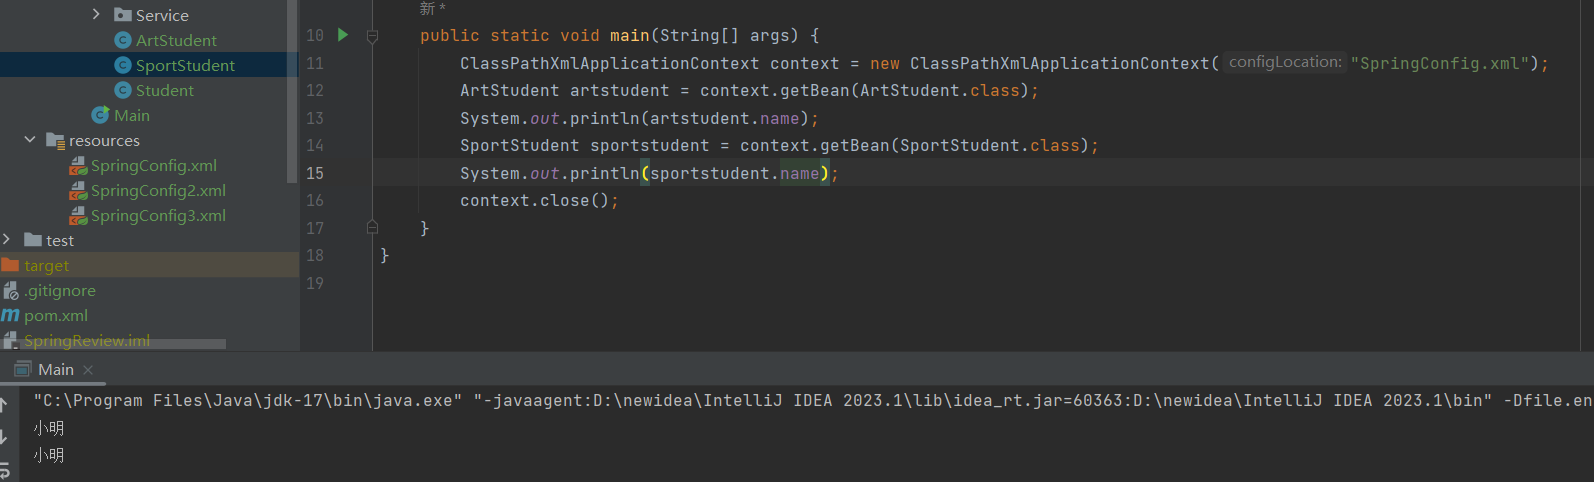 Service
ArtStudent
SportStudent
Student
Main
resources
SpringConfig.xml
SpringConfig2.xml
SpringConfig3.xml
test
target
.gitignore
pom.xml
SpringReview.iml
新 *
10 public static void main(String[] args) {
11 ClassPathXmlApplicationContext context = new ClassPathXmlApplicationContext( configLocation: "SpringConfig.xml");
12 ArtStudent artstudent = context.getBean(ArtStudent.class);
13 System.out.println(artstudent.name);
14 SportStudent sportstudent = context.getBean(SportStudent.class);
15 System.out.println(sportstudent.name);
16 context.close();
17 }
18 }
19
Main
"C:\Program Files\Java\jdk-17\bin\java.exe" "-javaagent:D:\newidea\IntelliJ IDEA 2023.1\lib\idea_rt.jar=60363:D:\newidea\IntelliJ IDEA 2023.1\bin" -Dfile.en
小明
小明